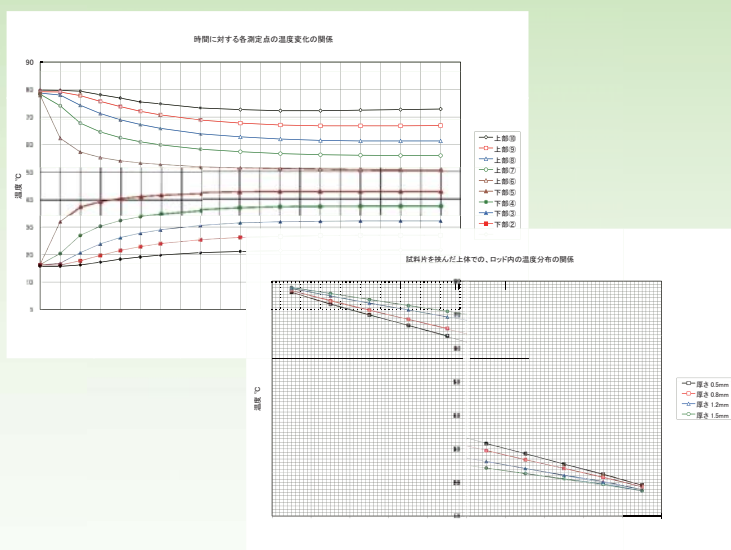 時間に対する各測定点の温度変化の関係
90
80
70
60
50
40
30
20
10
温度 ℃
上部⑩
上部⑨
上部⑧
上部⑦
上部⑥
下部⑤
下部④
下部③
下部②
試料片を挟んだ上体での、ロッド内の温度分布の関係
温度 ℃
厚さ 0.5mm
厚さ 0.8mm
厚さ 1.2mm
厚さ 1.5mm